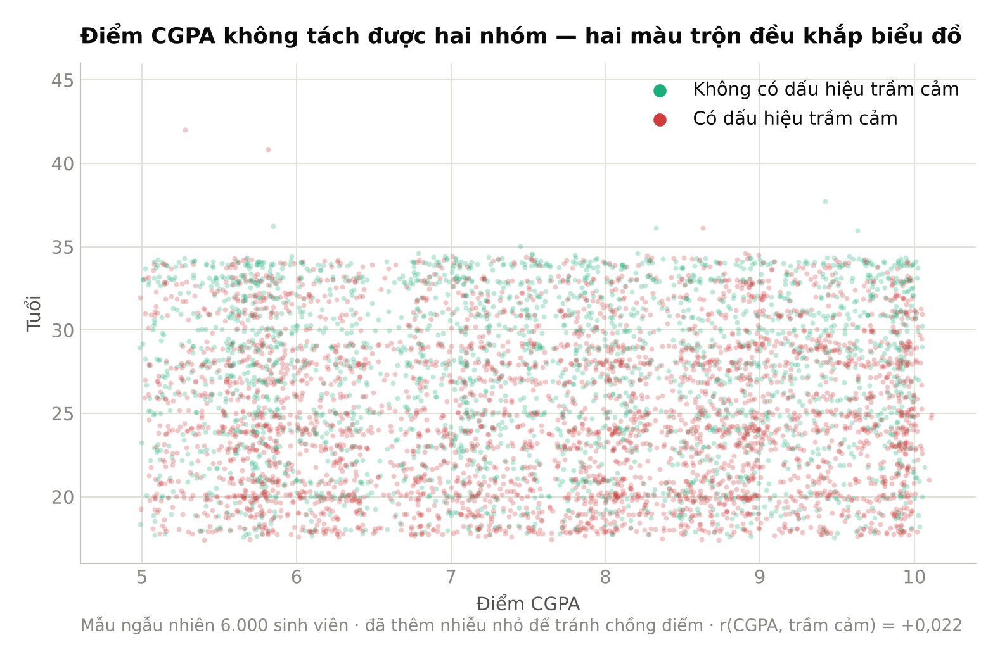 Điểm CGPA không tách được hai nhóm — hai màu trộn đều khắp biểu đồ
Không có dấu hiệu trầm cảm
Có dấu hiệu trầm cảm
Tuổi
45
40
35
30
25
20
5 6 7 8 9 10
Điểm CGPA
Mẫu ngẫu nhiên 6.000 sinh viên · đã thêm nhiễu nhỏ để tránh chồng điểm · r(CGPA, trầm cảm) = +0,022